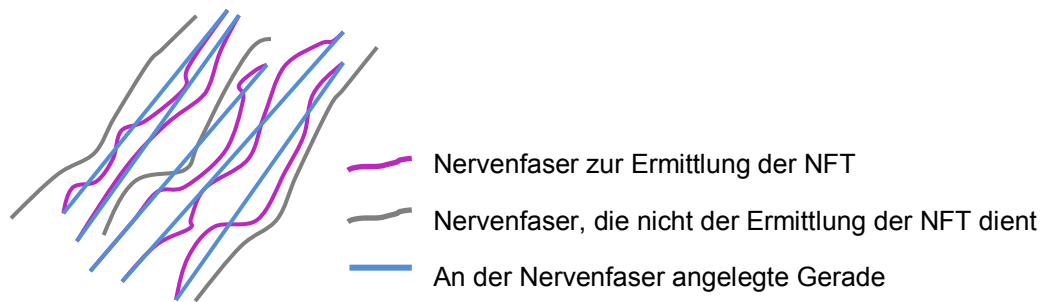 Nervenfaser zur Ermittlung der NFT
Nervenfaser, die nicht der Ermittlung der NFT dient
An der Nervenfaser angelegte Gerade